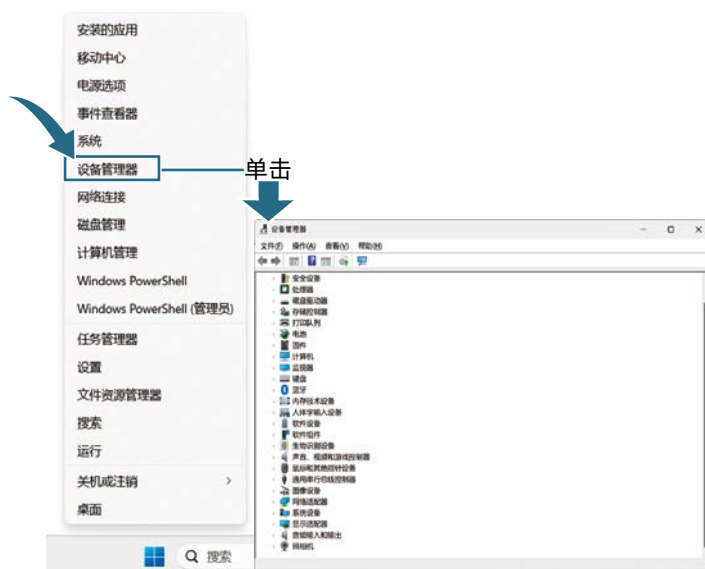 安装的应用
移动中心
电源选项
事件查看器
系统
设备管理器
单击
网络连接
磁盘管理
计算机管理
Windows PowerShell
Windows PowerShell (管理员)
任务管理器
设置
文件资源管理器
搜索
运行
关机或注销
桌面
搜索
设备管理器
文件(F) 操作(A) 查看(V) 帮助(H)
安全设备
处理器
磁盘驱动器
存储控制器
打印队列
电池
固件
计算机
监视器
键盘
蓝牙
内存技术设备
人体学输入设备
软件设备
软件组件
生物识别设备
声音、视频和游戏控制器
鼠标和其他指针设备
通用串行总线控制器
图像设备
网络适配器
系统设备
显示适配器
音频输入和输出
照相机